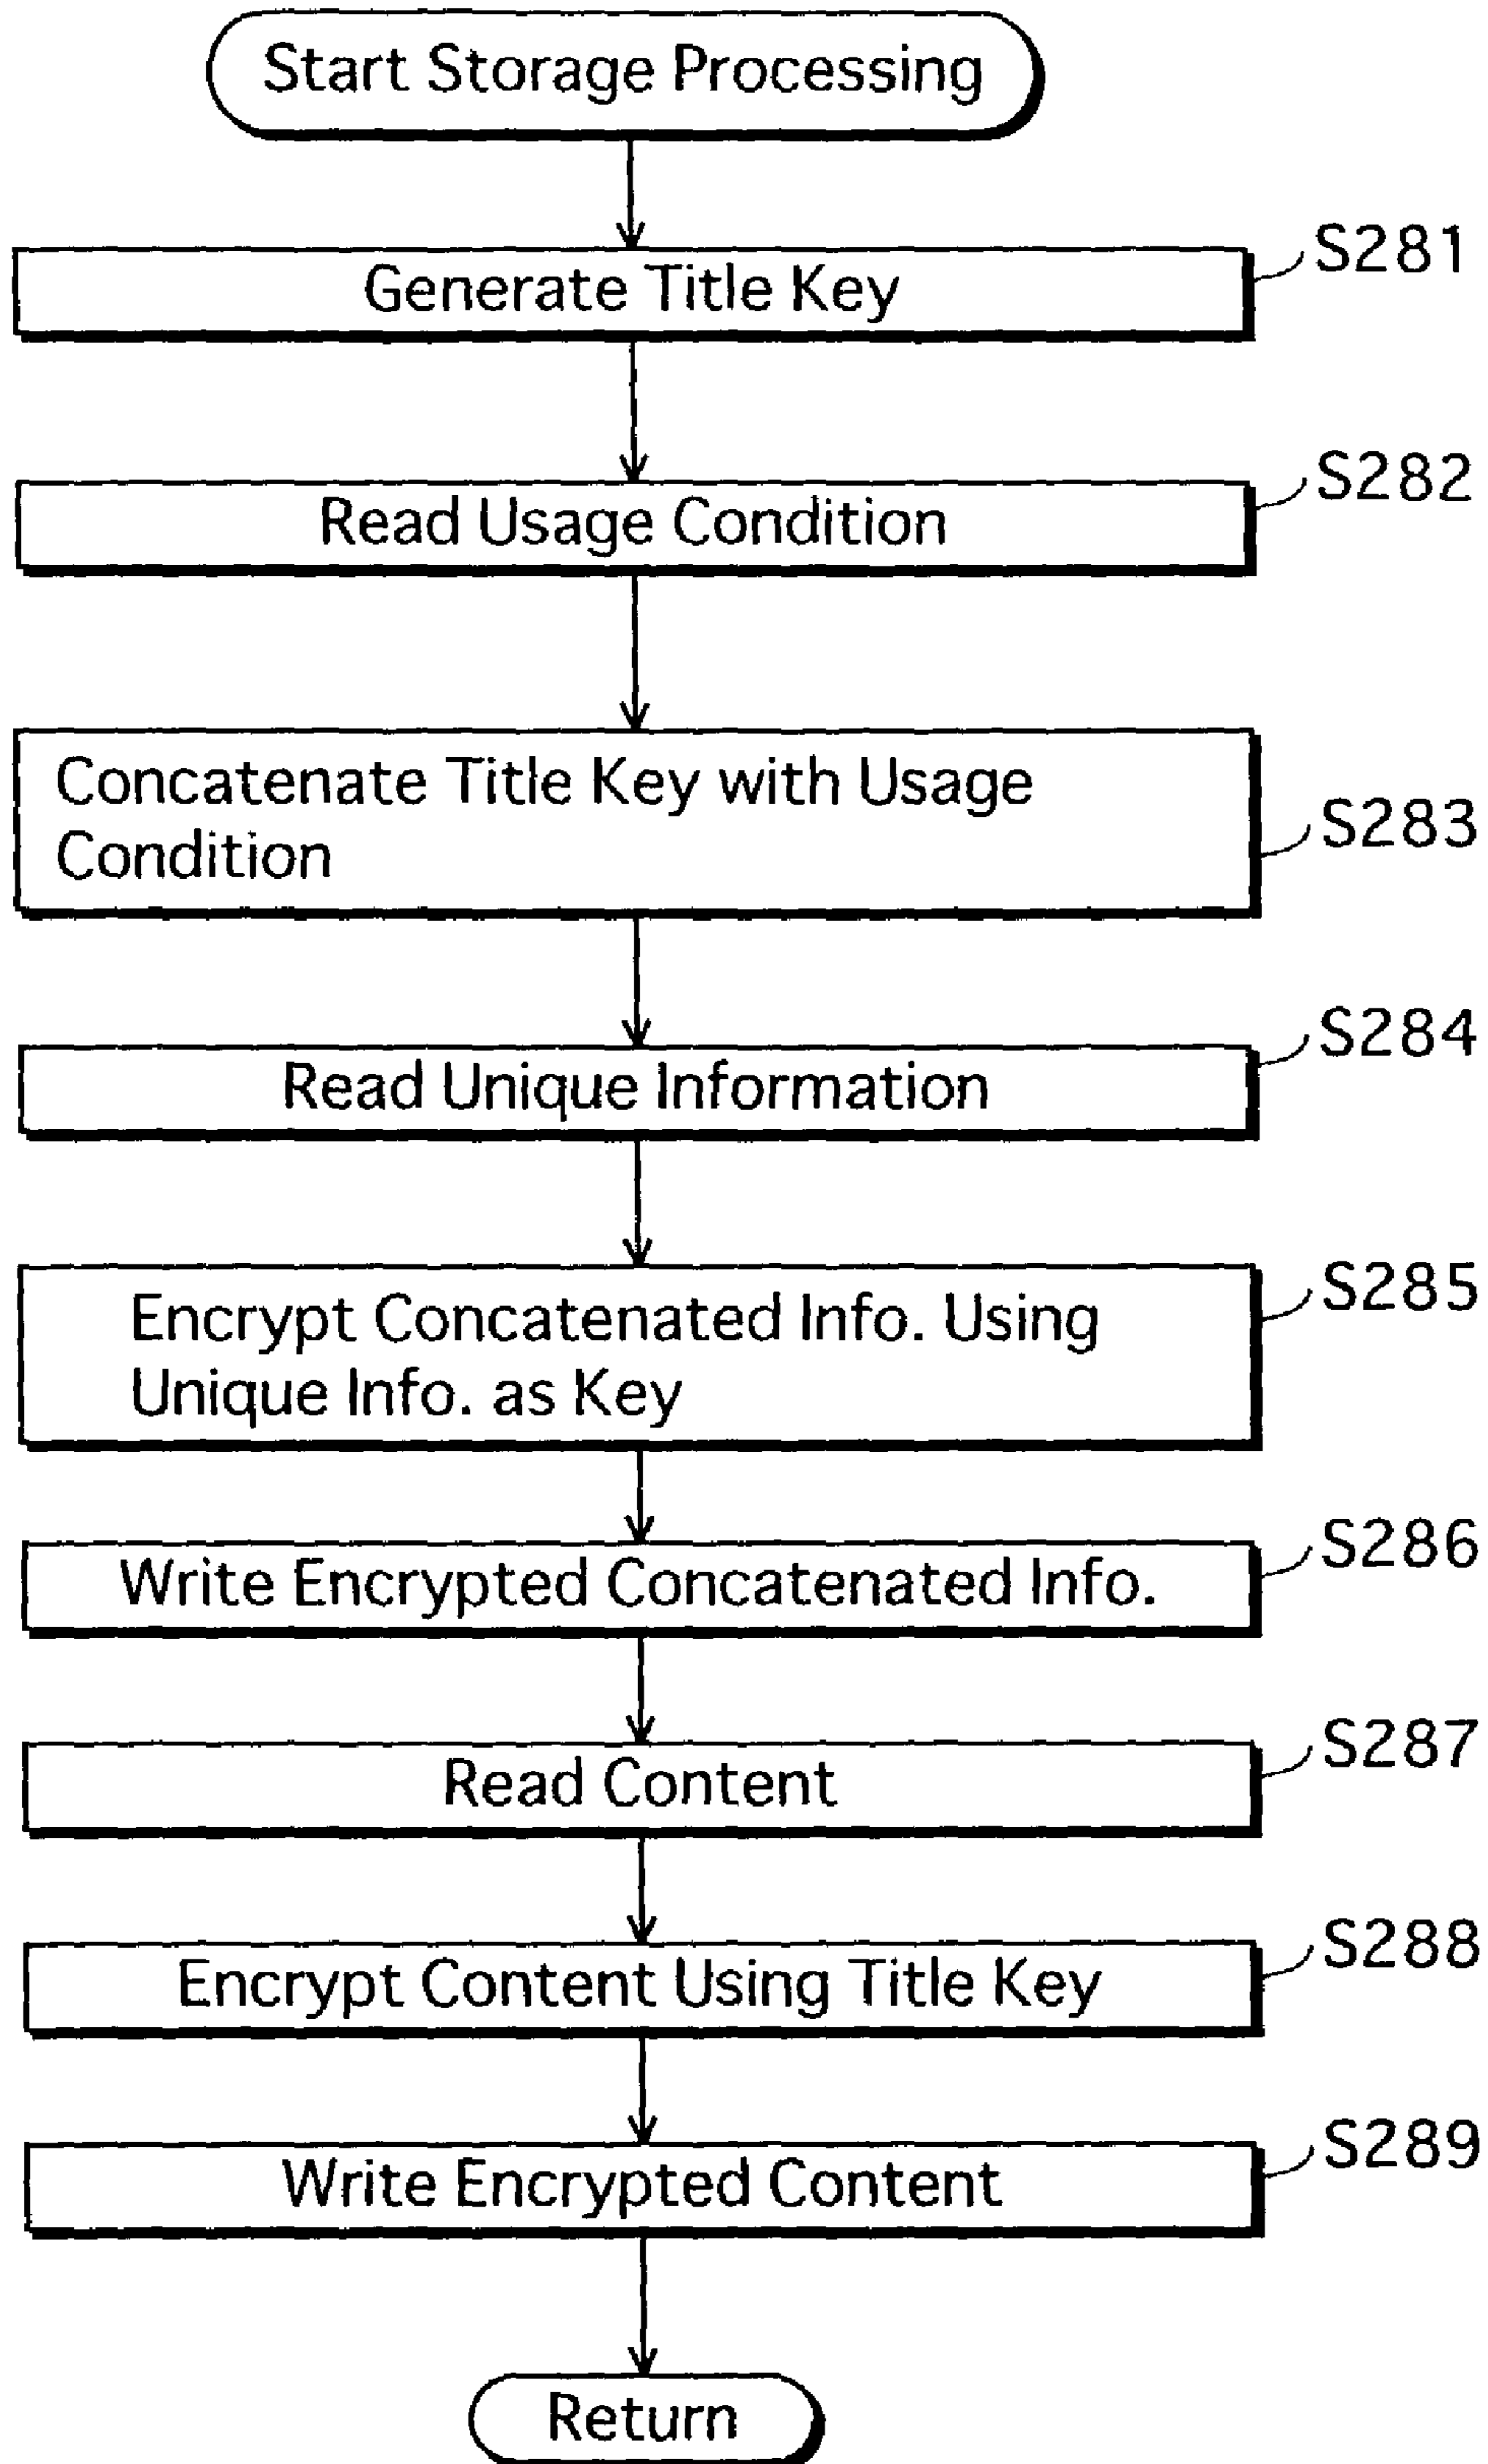 Start Storage Processing
Generate Title Key
S281
Read Usage Condition
S282
Concatenate Title Key with Usage
Condition
S283
Read Unique Information
S284
Encrypt Concatenated Info. Using
Unique Info. as Key
S285
Write Encrypted Concatenated Info.
S286
Read Content
S287
Encrypt Content Using Title Key
S288
Write Encrypted Content
S289
Return